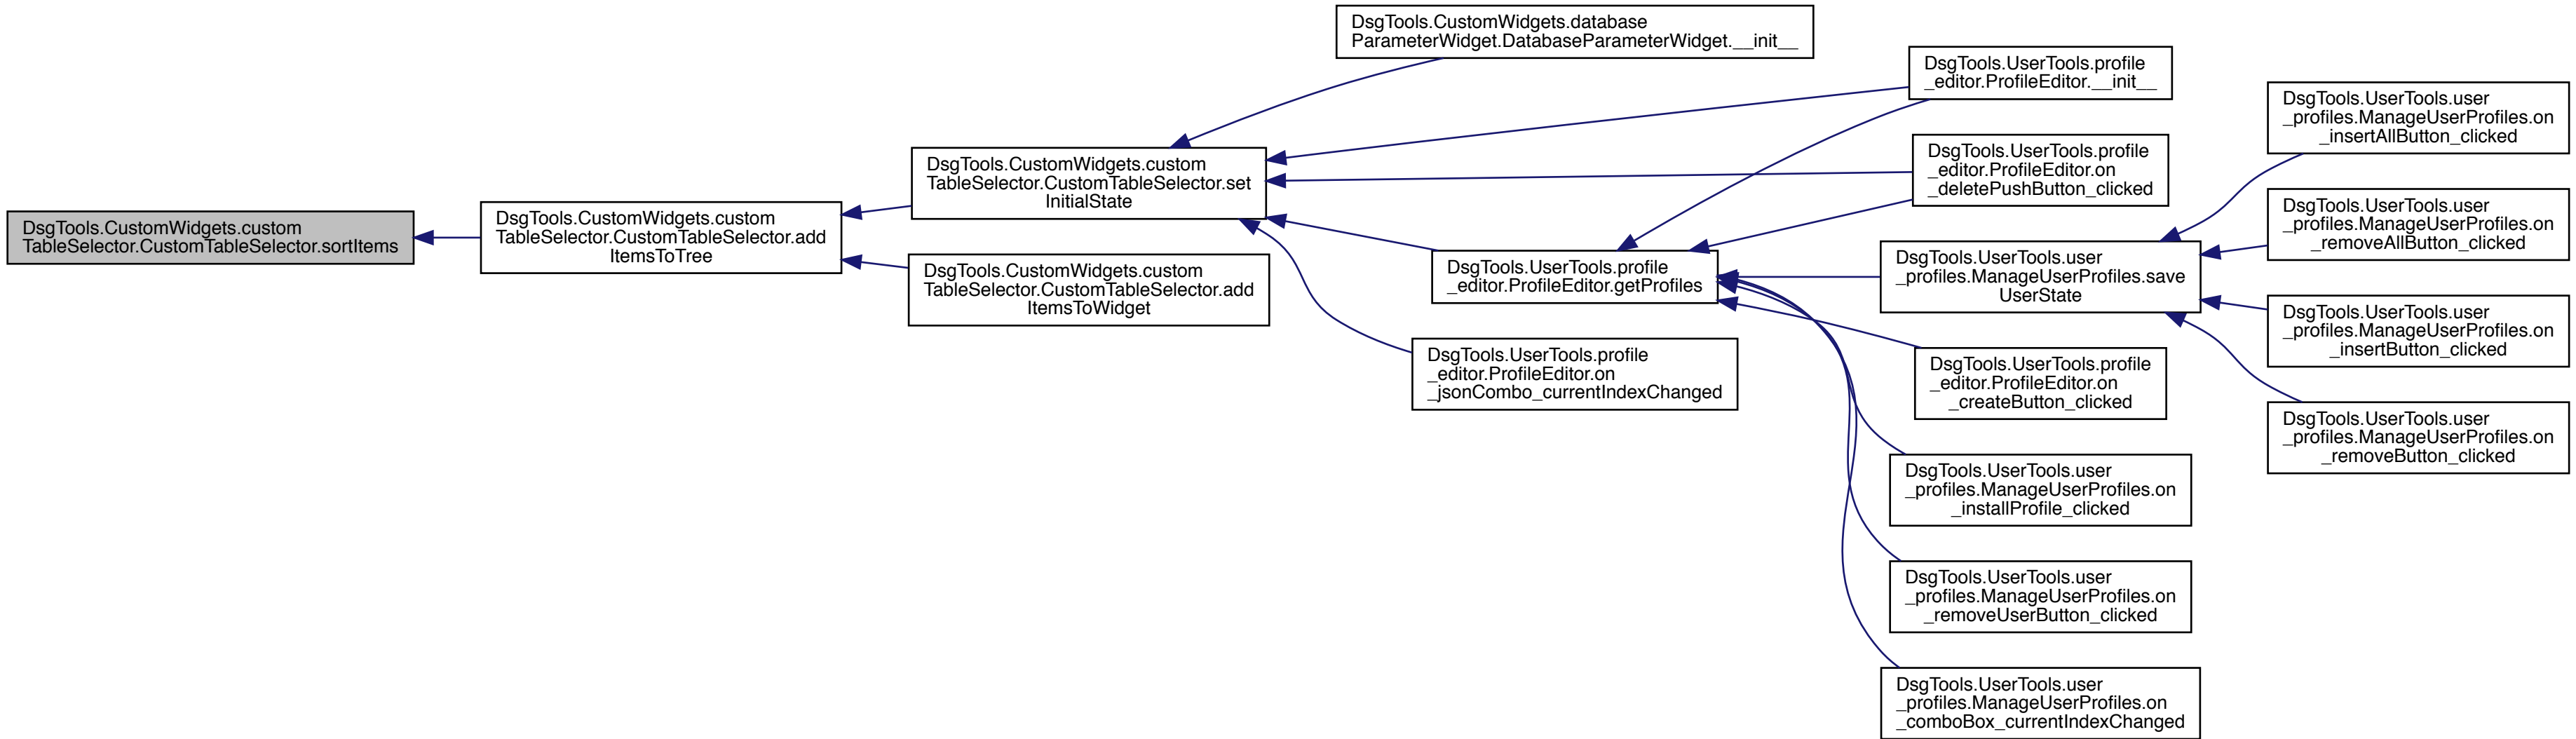 DsgTools.CustomWidgets.custom
TableSelector.CustomTableSelector.sortItems
DsgTools.CustomWidgets.custom
TableSelector.CustomTableSelector.add
ItemsToTree
DsgTools.CustomWidgets.custom
TableSelector.CustomTableSelector.set
InitialState
DsgTools.CustomWidgets.custom
TableSelector.CustomTableSelector.add
ItemsToWidget
DsgTools.CustomWidgets.database
ParameterWidget.DatabaseParameterWidget.__init__
DsgTools.UserTools.profile
_editor.ProfileEditor.getProfiles
DsgTools.UserTools.profile
_editor.ProfileEditor.on
_jsonCombo_currentIndexChanged
DsgTools.UserTools.profile
_editor.ProfileEditor.__init__
DsgTools.UserTools.profile
_editor.ProfileEditor.on
_deletePushButton_clicked
DsgTools.UserTools.user
_profiles.ManageUserProfiles.save
UserState
DsgTools.UserTools.profile
_editor.ProfileEditor.on
_createButton_clicked
DsgTools.UserTools.user
_profiles.ManageUserProfiles.on
_installProfile_clicked
DsgTools.UserTools.user
_profiles.ManageUserProfiles.on
_removeUserButton_clicked
DsgTools.UserTools.user
_profiles.ManageUserProfiles.on
_comboBox_currentIndexChanged
DsgTools.UserTools.user
_profiles.ManageUserProfiles.on
_insertAllButton_clicked
DsgTools.UserTools.user
_profiles.ManageUserProfiles.on
_removeAllButton_clicked
DsgTools.UserTools.user
_profiles.ManageUserProfiles.on
_insertButton_clicked
DsgTools.UserTools.user
_profiles.ManageUserProfiles.on
_removeButton_clicked